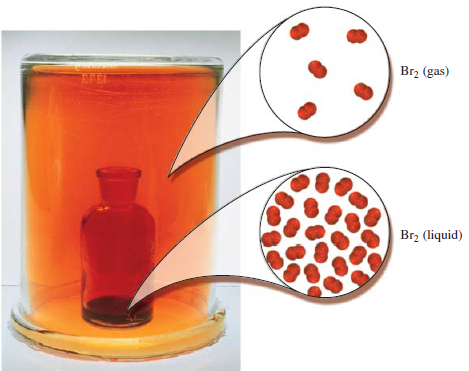 Br₂ (gas)
Br₂ (liquid)